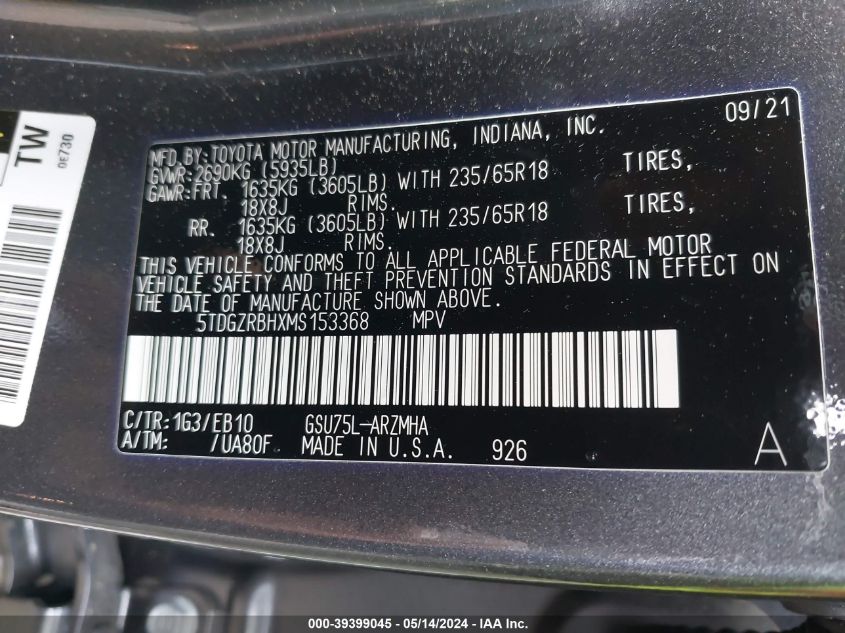 TW
0E730
09/21
MFD.BY:TOYOTA MOTOR MANUFACTURING, INDIANA, INC.
GVWR:2690KG (5935LB)
GAWR:FRT. 1635KG (3605LB) WITH 235/65R18 TIRES,
18X8J RIMS.
RR. 1635KG (3605LB) WITH 235/65R18 TIRES,
18X8J RIMS.
THIS VEHICLE CONFORMS TO ALL APPLICABLE FEDERAL MOTOR
VEHICLE SAFETY AND THEFT PREVENTION STANDARDS IN EFFECT ON
THE DATE OF MANUFACTURE SHOWN ABOVE.
5TDGZRBHXMS153368 MPV
C/TR:1G3/EB10 GSU75L-ARZMHA
A/TM: /UA80F MADE IN U.S.A. 926 A
000-39399045 - 05/14/2024 - IAA Inc.